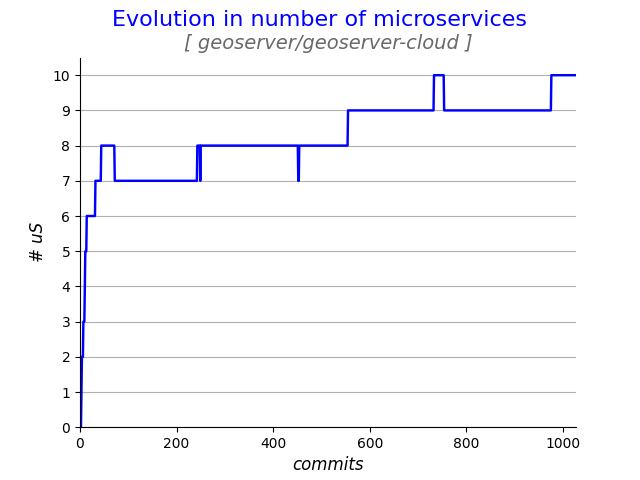 Evolution in number of microservices
[ geoserver/geoserver-cloud ]
10
9
8
7
6
5
4
3
2
1
0
# uS
0 200 400 600 800 1000
commits